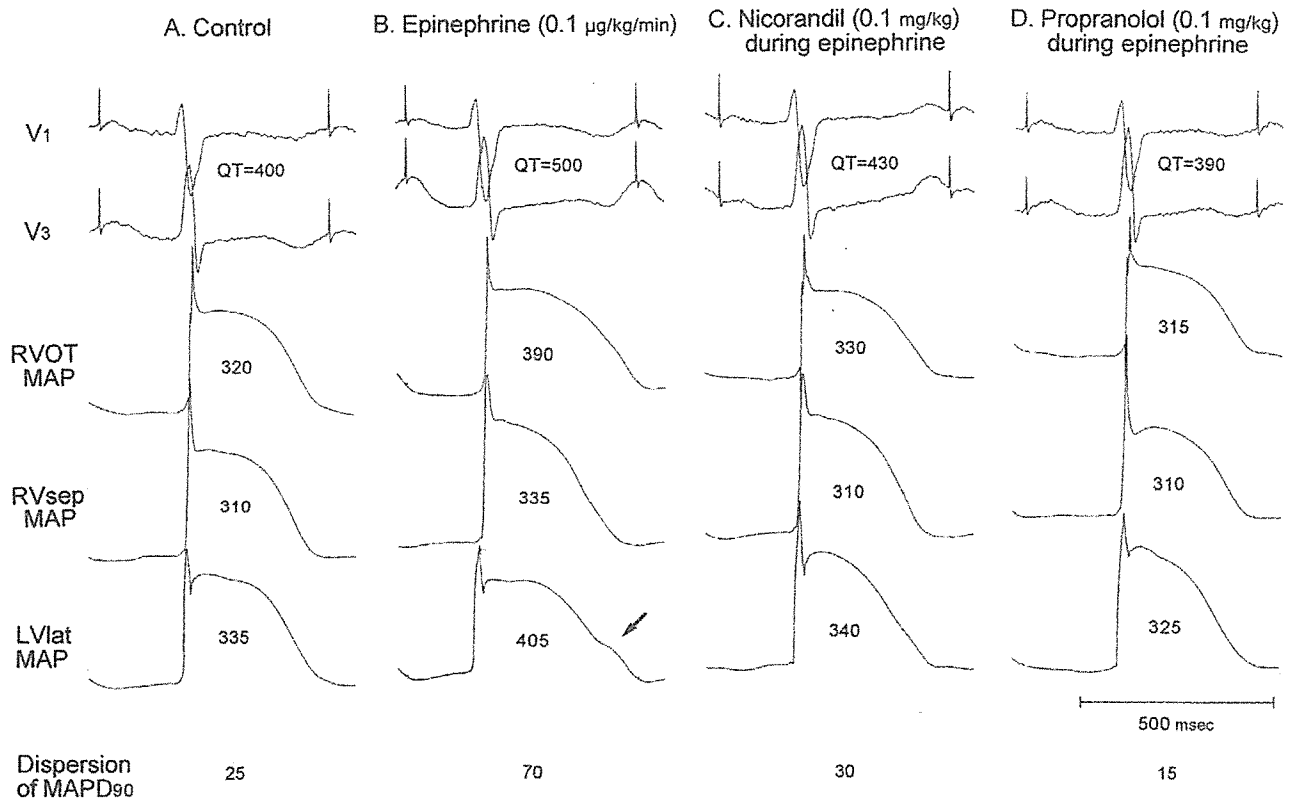 A. Control
B. Epinephrine (0.1 µg/kg/min)
C. Nicorandil (0.1 mg/kg)
during epinephrine
D. Propranolol (0.1 mg/kg)
during epinephrine
V1
QT=400
QT=500
QT=430
QT=390
V3
RVOT
MAP
320
390
330
315
RVsep
MAP
310
335
310
310
LVlat
MAP
335
405
340
325
500 msec
Dispersion
of MAPD90
25
70
30
15